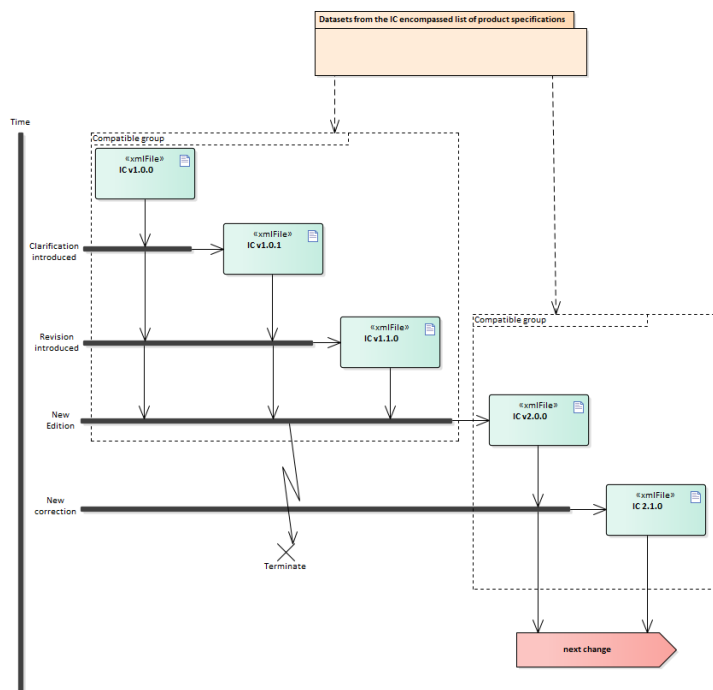 Datasets from the IC encompassed list of product specifications
Time
Compatible group
«xmlFile»
IC v1.0.0
Clarification
introduced
«xmlFile»
IC v1.0.1
Revision
introduced
«xmlFile»
IC v1.1.0
Compatible group
New
Edition
«xmlFile»
IC v2.0.0
New
correction
«xmlFile»
IC 2.1.0
Terminate
next change